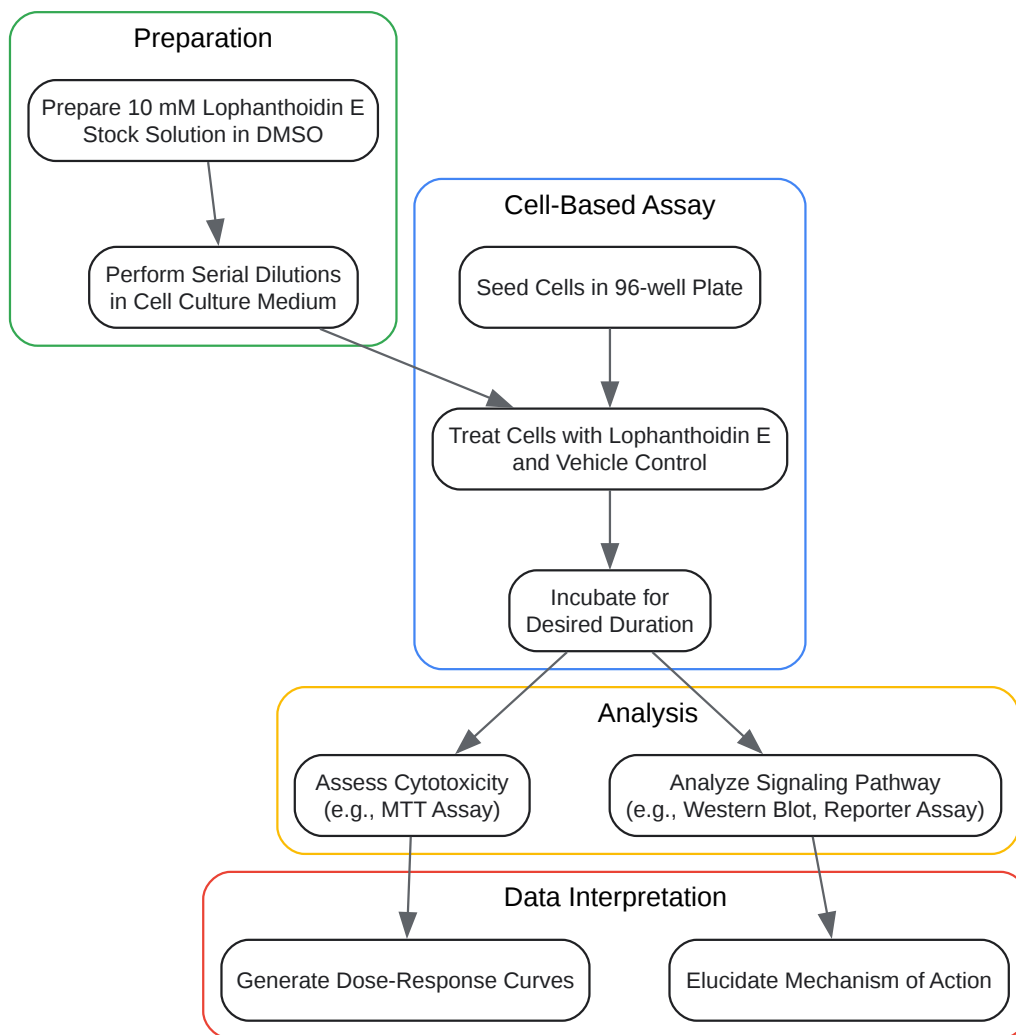 Preparation
Prepare 10 mM Lophanthoidin E
Stock Solution in DMSO
Perform Serial Dilutions
in Cell Culture Medium
Cell-Based Assay
Seed Cells in 96-well Plate
Treat Cells with Lophanthoidin E
and Vehicle Control
Incubate for
Desired Duration
Analysis
Assess Cytotoxicity
(e.g., MTT Assay)
Analyze Signaling Pathway
(e.g., Western Blot, Reporter Assay)
Data Interpretation
Generate Dose-Response Curves
Elucidate Mechanism of Action